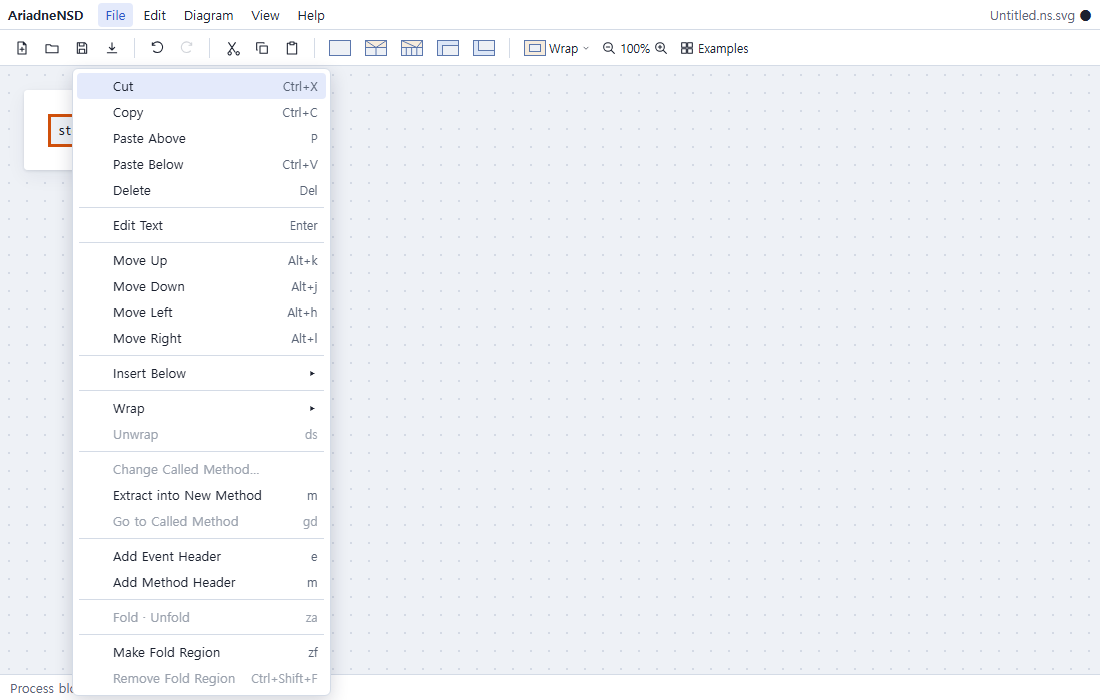 AriadneNSD File Edit Diagram View Help Untitled.ns.svg
Wrap 100% Examples
st
Cut Ctrl+X
Copy Ctrl+C
Paste Above P
Paste Below Ctrl+V
Delete Del
Edit Text Enter
Move Up Alt+k
Move Down Alt+j
Move Left Alt+h
Move Right Alt+l
Insert Below
Wrap
Unwrap ds
Change Called Method...
Extract into New Method m
Go to Called Method gd
Add Event Header e
Add Method Header m
Fold · Unfold za
Make Fold Region zf
Remove Fold Region Ctrl+Shift+F
Process